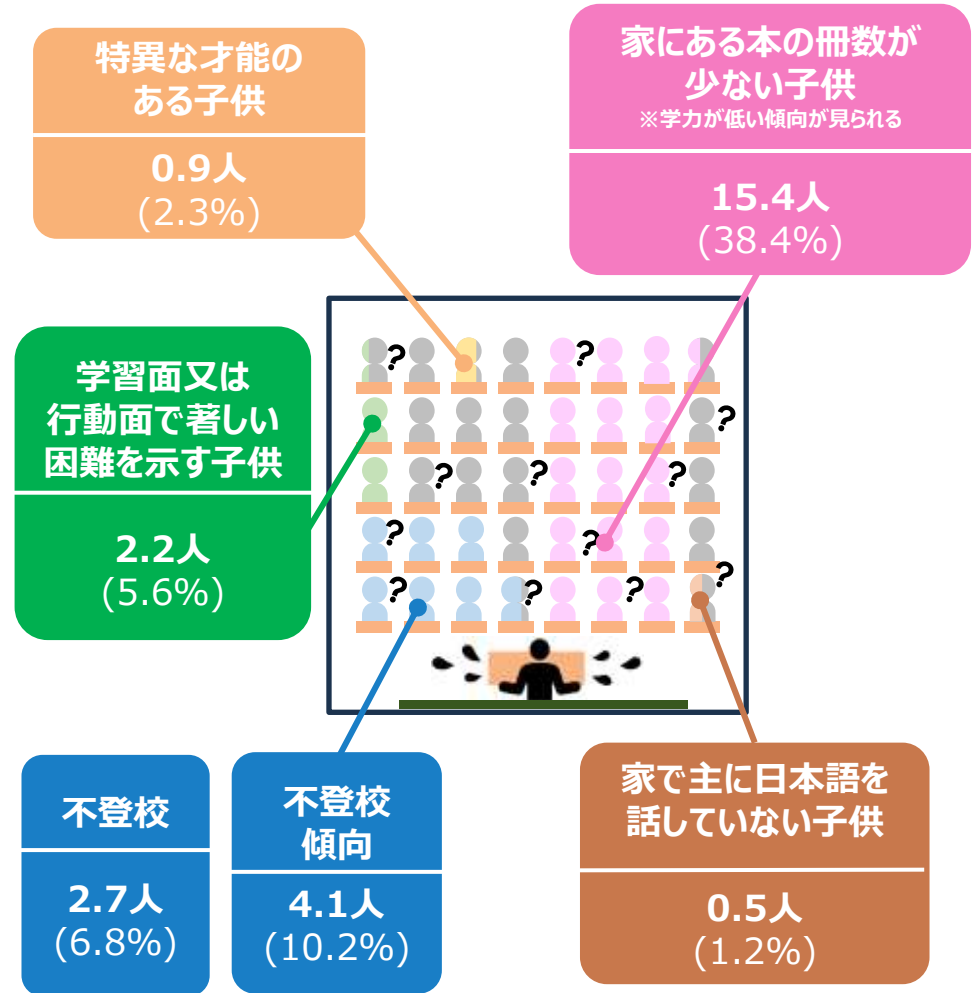 特異な才能の
ある子供
0.9人
(2.3%)
家にある本の冊数が
少ない子供
※学力が低い傾向が見られる
15.4人
(38.4%)
学習面又は
行動面で著しい
困難を示す子供
2.2人
(5.6%)
?
?
?
?
?
?
?
?
?
?
?
?
不登校
2.7人
(6.8%)
不登校
傾向
4.1人
(10.2%)
家で主に日本語を
話していない子供
0.5人
(1.2%)